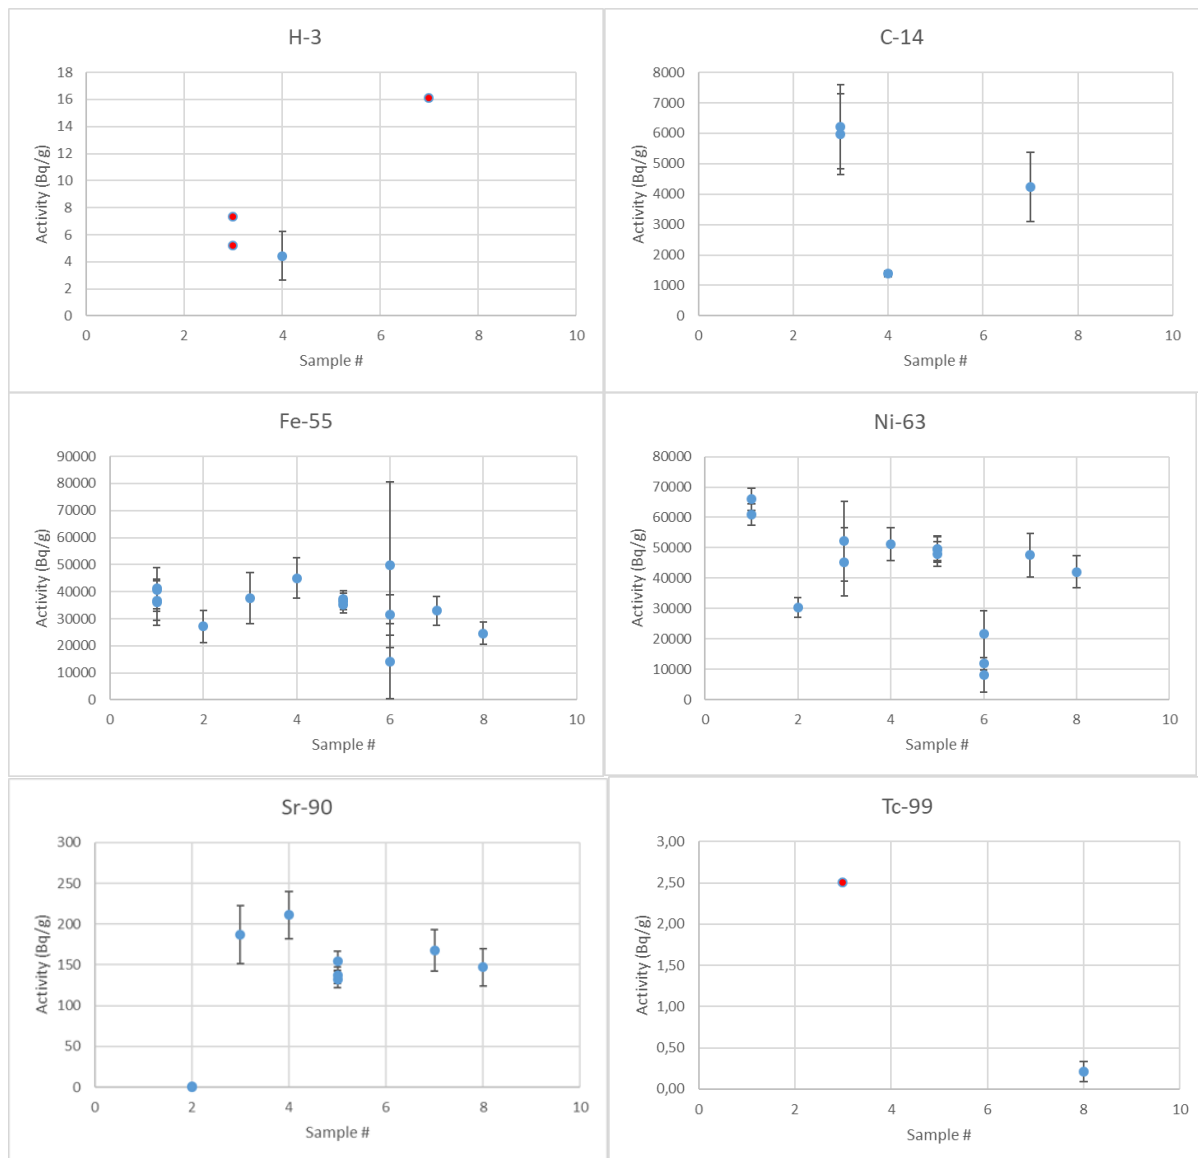 H-3
Activity (Bq/g)
18
16
14
12
10
8
6
4
2
0
0 2 4 6 8 10
Sample #
C-14
Activity (Bq/g)
8000
7000
6000
5000
4000
3000
2000
1000
0
0 2 4 6 8 10
Sample #
Fe-55
Activity (Bq/g)
90000
80000
70000
60000
50000
40000
30000
20000
10000
0
0 2 4 6 8 10
Sample #
Ni-63
Activity (Bq/g)
80000
70000
60000
50000
40000
30000
20000
10000
0
0 2 4 6 8 10
Sample #
Sr-90
Activity (Bq/g)
300
250
200
150
100
50
0
0 2 4 6 8 10
Sample #
Tc-99
Activity (Bq/g)
3,00
2,50
2,00
1,50
1,00
0,50
0,00
0 2 4 6 8 10
Sample #